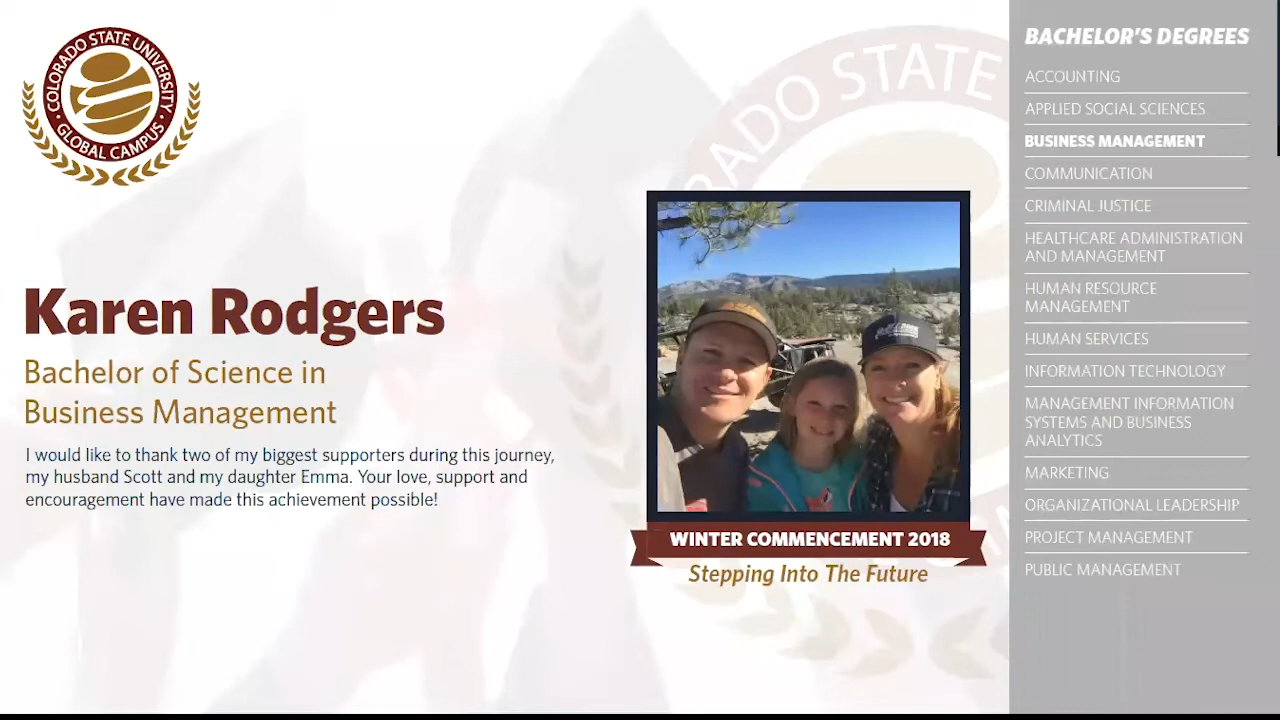 COLORADO STATE UNIVERSITY
GLOBAL CAMPUS
Karen Rodgers
Bachelor of Science in
Business Management
I would like to thank two of my biggest supporters during this journey,
my husband Scott and my daughter Emma. Your love, support and
encouragement have made this achievement possible!
RADO STATE
WINTER COMMENCEMENT 2018
Stepping Into The Future
BACHELOR'S DEGREES
ACCOUNTING
APPLIED SOCIAL SCIENCES
BUSINESS MANAGEMENT
COMMUNICATION
CRIMINAL JUSTICE
HEALTHCARE ADMINISTRATION
AND MANAGEMENT
HUMAN RESOURCE
MANAGEMENT
HUMAN SERVICES
INFORMATION TECHNOLOGY
MANAGEMENT INFORMATION
SYSTEMS AND BUSINESS
ANALYTICS
MARKETING
ORGANIZATIONAL LEADERSHIP
PROJECT MANAGEMENT
PUBLIC MANAGEMENT